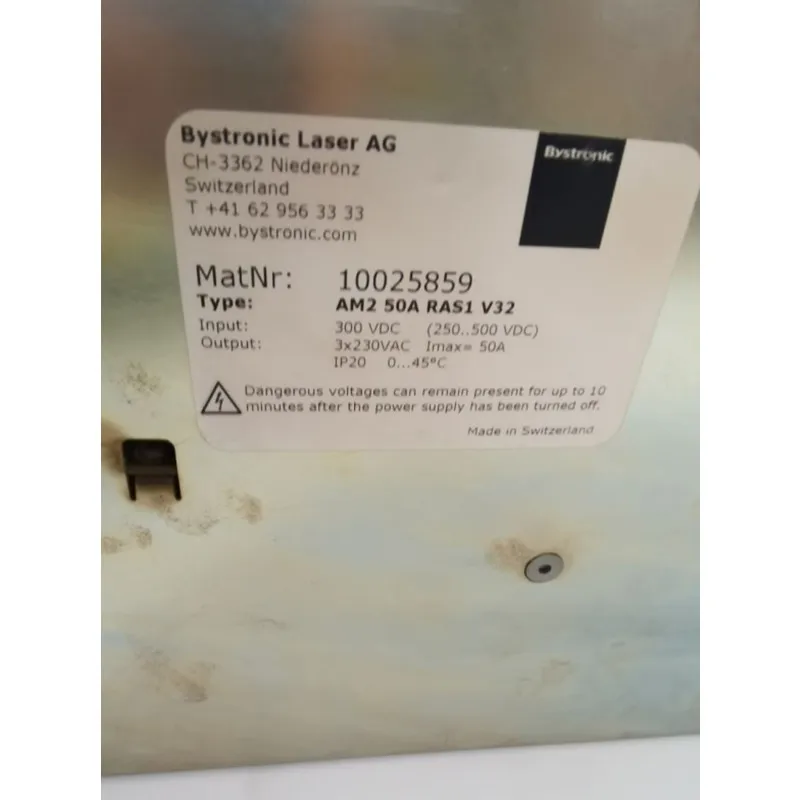 Bystronic Laser AG
CH-3362 Niederönz
Switzerland
T +41 62 956 33 33
www.bystronic.com
Bystronic
MatNr: 10025859
Type: AM2 50A RAS1 V32
Input: 300 VDC (250..500 VDC)
Output: 3x230VAC Imax= 50A
IP20 0...45°C
Dangerous voltages can remain present for up to 10
minutes after the power supply has been turned off.
Made in Switzerland